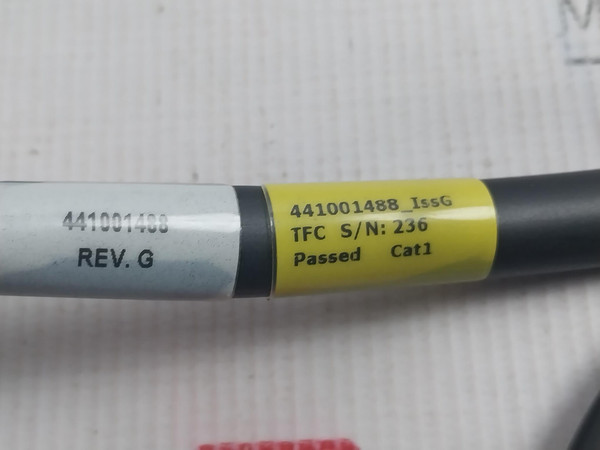 441001488
REV. G
441001488_IssG
TFC S/N: 236
Passed Cat1